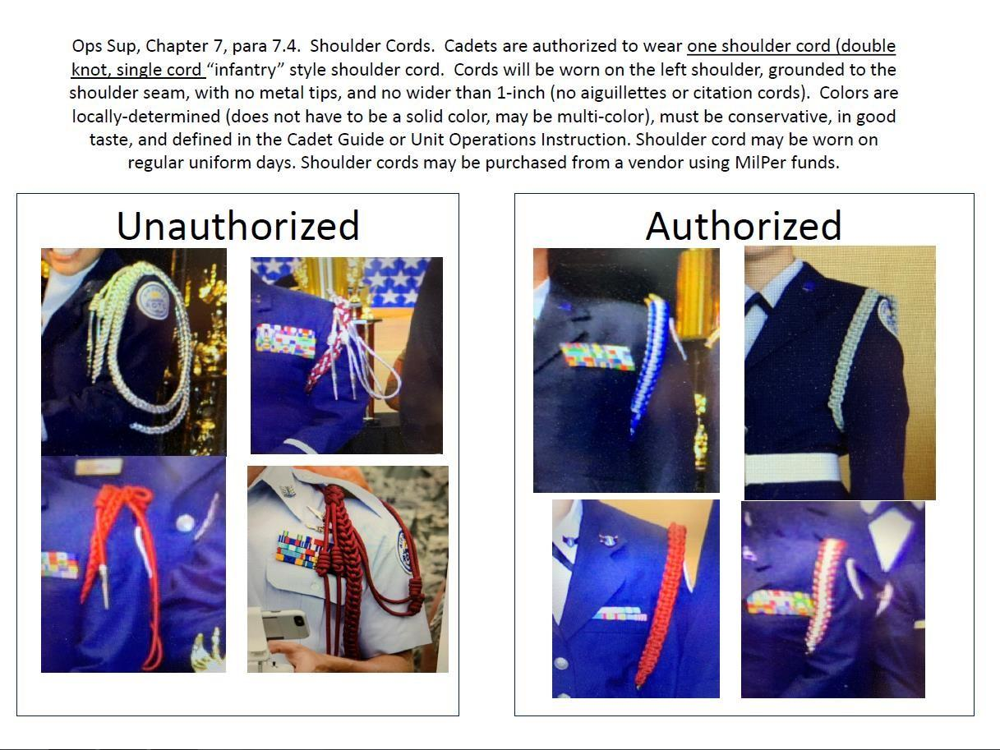 Ops Sup, Chapter 7, para 7.4.  Shoulder Cords.  Cadets are authorized to wear one shoulder cord (double
knot, single cord “infantry” style shoulder cord.  Cords will be worn on the left shoulder, grounded to the
shoulder seam, with no metal tips, and no wider than 1-inch (no aiguillettes or citation cords).  Colors are
locally-determined (does not have to be a solid color, may be multi-color), must be conservative, in good
taste, and defined in the Cadet Guide or Unit Operations Instruction. Shoulder cord may be worn on
regular uniform days. Shoulder cords may be purchased from a vendor using MilPer funds.
Unauthorized
Authorized